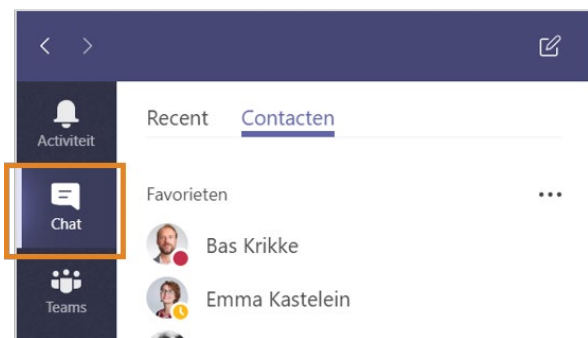 Activiteit
Recent Contacten
Favorieten
Chat
Bas Krikke
Teams
Emma Kastelein